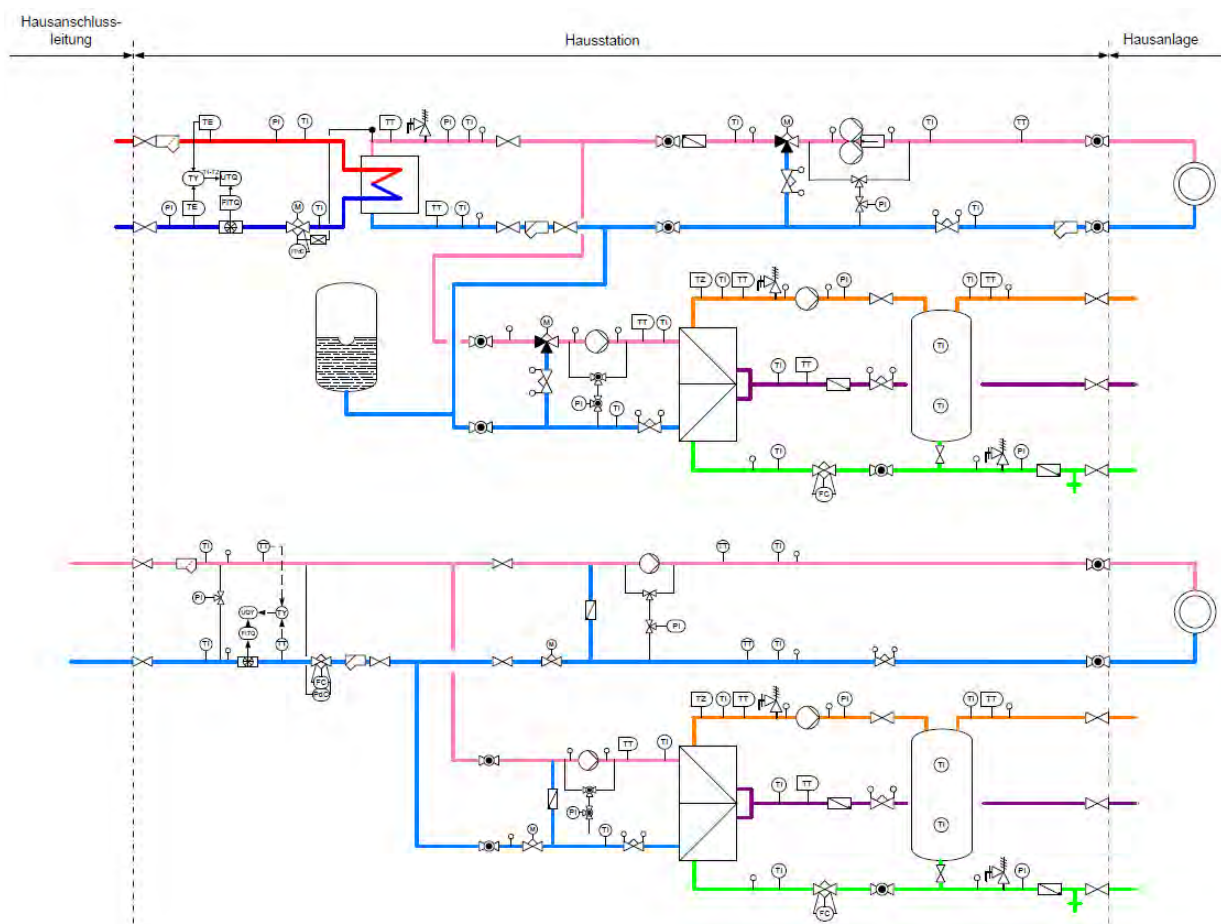 Hausanschluss-
leitung
Hausstation
Hausanlage
TE PI TI TT PI TI TI M TI TT
TY TI-TZ UTQ
PI TE FITQ M TI TT TI PI TI
TZ TI TT PI TI TT
M TT TI TI
TI TT
PI TI TI
TI PI
FC
TI TT TT TI
PI UQY TY PI
FITQ
TI TT M TT TI
FC
PdC
TZ TI TT PI TI TT
TT TI TI
TI TT
PI
M TI TI
TI PI
FC